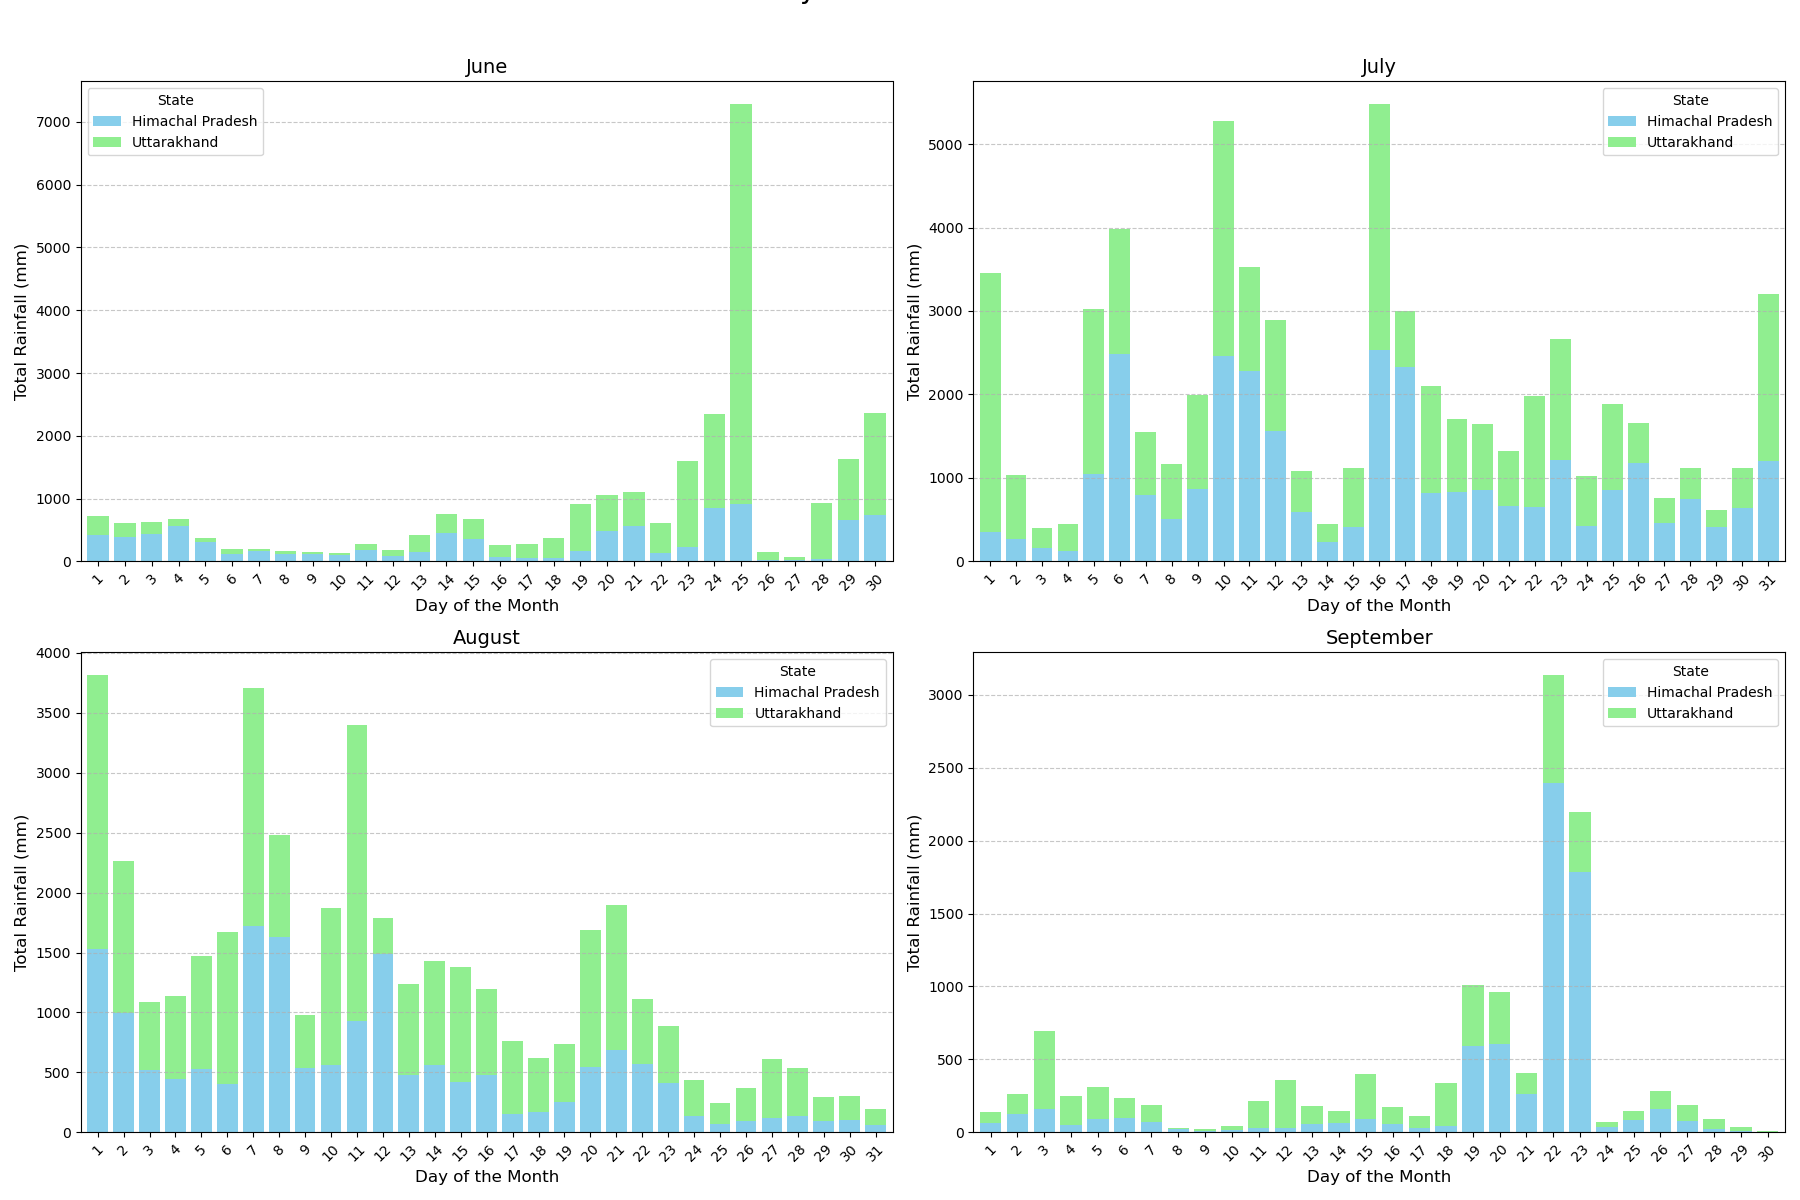 June
State
Himachal Pradesh
Uttarakhand
Total Rainfall (mm)
7000
6000
5000
4000
3000
2000
1000
0
1 2 3 4 5 6 7 8 9 10 11 12 13 14 15 16 17 18 19 20 21 22 23 24 25 26 27 28 29 30
Day of the Month
July
State
Himachal Pradesh
Uttarakhand
Total Rainfall (mm)
5000
4000
3000
2000
1000
0
1 2 3 4 5 6 7 8 9 10 11 12 13 14 15 16 17 18 19 20 21 22 23 24 25 26 27 28 29 30 31
Day of the Month
August
State
Himachal Pradesh
Uttarakhand
Total Rainfall (mm)
4000
3500
3000
2500
2000
1500
1000
500
0
1 2 3 4 5 6 7 8 9 10 11 12 13 14 15 16 17 18 19 20 21 22 23 24 25 26 27 28 29 30 31
Day of the Month
September
State
Himachal Pradesh
Uttarakhand
Total Rainfall (mm)
3000
2500
2000
1500
1000
500
0
1 2 3 4 5 6 7 8 9 10 11 12 13 14 15 16 17 18 19 20 21 22 23 24 25 26 27 28 29 30
Day of the Month